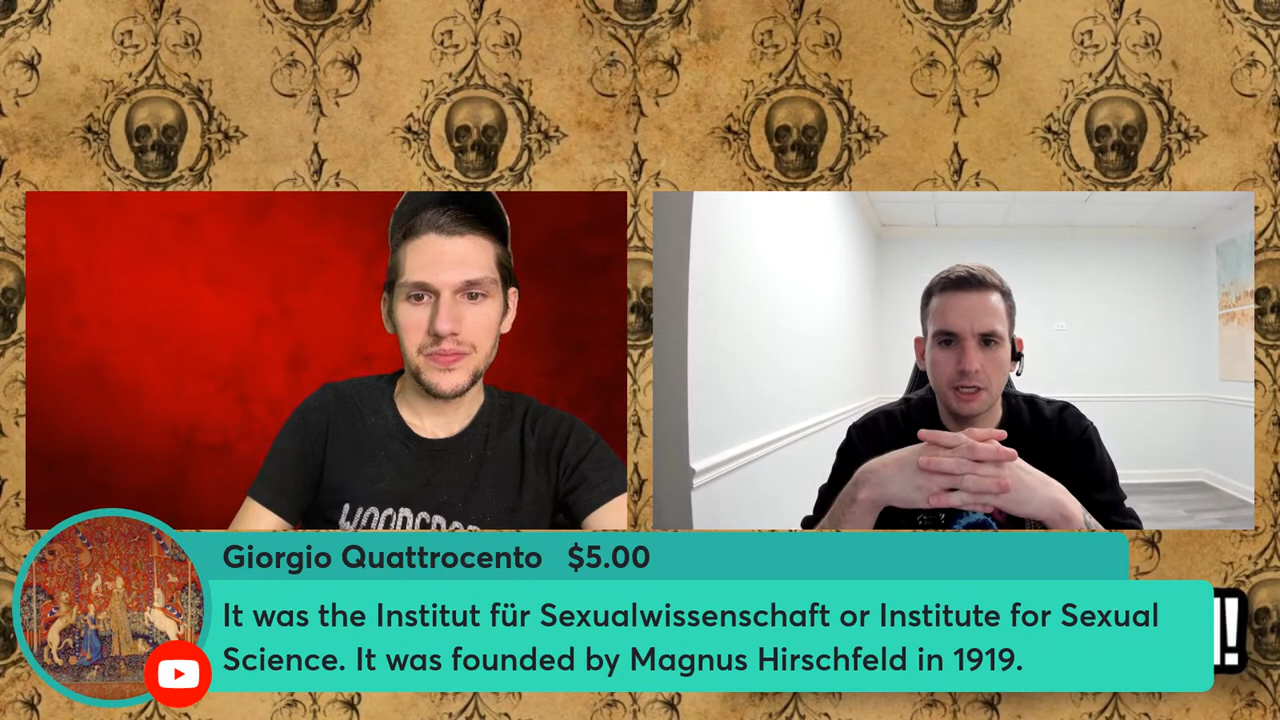 Giorgio Quattrocento $5.00
It was the Institut für Sexualwissenschaft or Institute for Sexual
Science. It was founded by Magnus Hirschfeld in 1919.